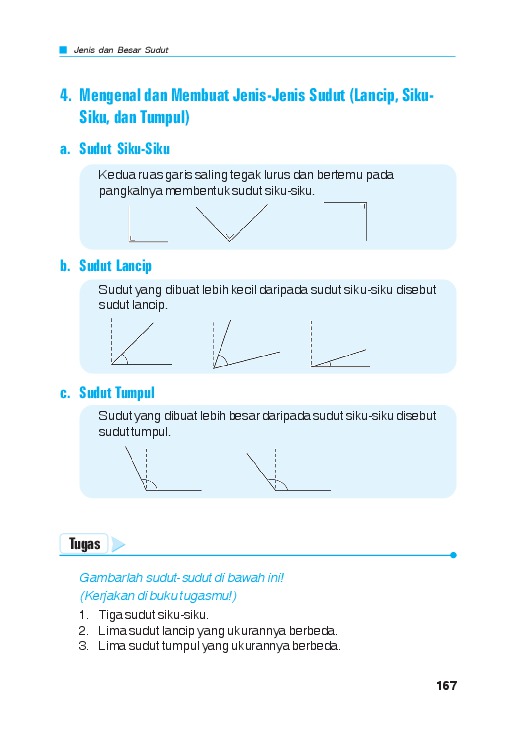 Jenis dan Besar Sudut
4. Mengenal dan Membuat Jenis-Jenis Sudut (Lancip, Siku-
Siku, dan Tumpul)
a. Sudut Siku-Siku
Kedua ruas garis saling tegak lurus dan bertemu pada
pangkalnya membentuk sudut siku-siku.
b. Sudut Lancip
Sudut yang dibuat lebih kecil daripada sudut siku-siku disebut
sudut lancip.
c. Sudut Tumpul
Sudut yang dibuat lebih besar daripada sudut siku-siku disebut
sudut tumpul.
Tugas
Gambarlah sudut-sudut di bawah ini!
(Kerjakan di buku tugasmu!)
1. Tiga sudut siku-siku.
2. Lima sudut lancip yang ukurannya berbeda.
3. Lima sudut tumpul yang ukurannya berbeda.
167